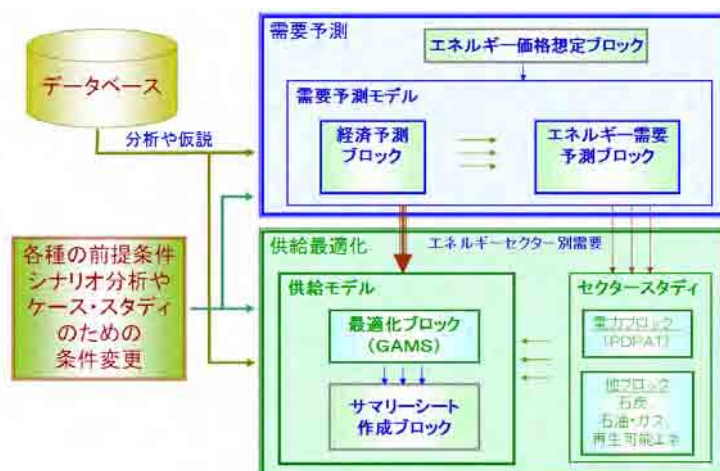 需要予測
エネルギー価格想定ブロック
データベース
需要予測モデル
分析や仮説
経済予測
ブロック
エネルギー需要
予測ブロック
各種の前提条件
シナリオ分析や
ケース・スタディ
のための
条件変更
供給最適化
エネルギーセクター別需要
供給モデル
最適化ブロック
(GAMS)
サマリーシート
作成ブロック
セクタースタディ
電力ブロック
(PDPAT)
他ブロック
石炭
石油・ガス
再生可能エネ